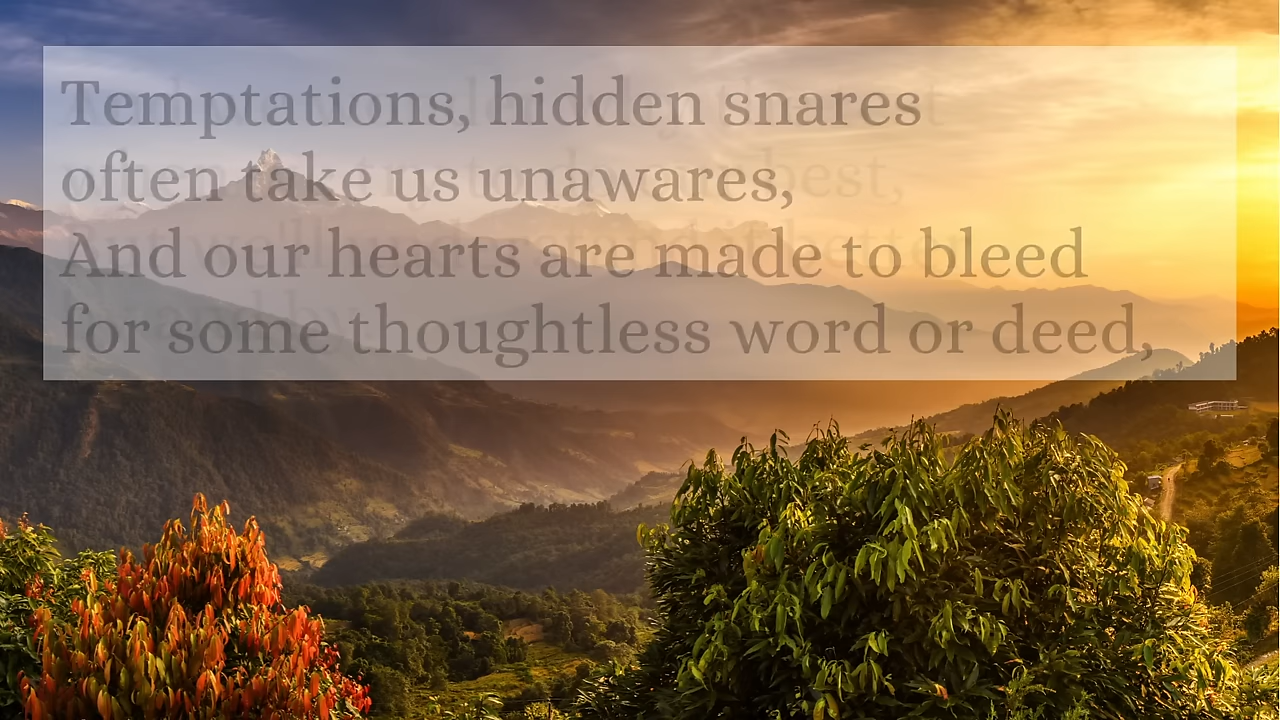 Temptations, hidden snares
often take us unawares,
And our hearts are made to bleed
for some thoughtless word or deed,